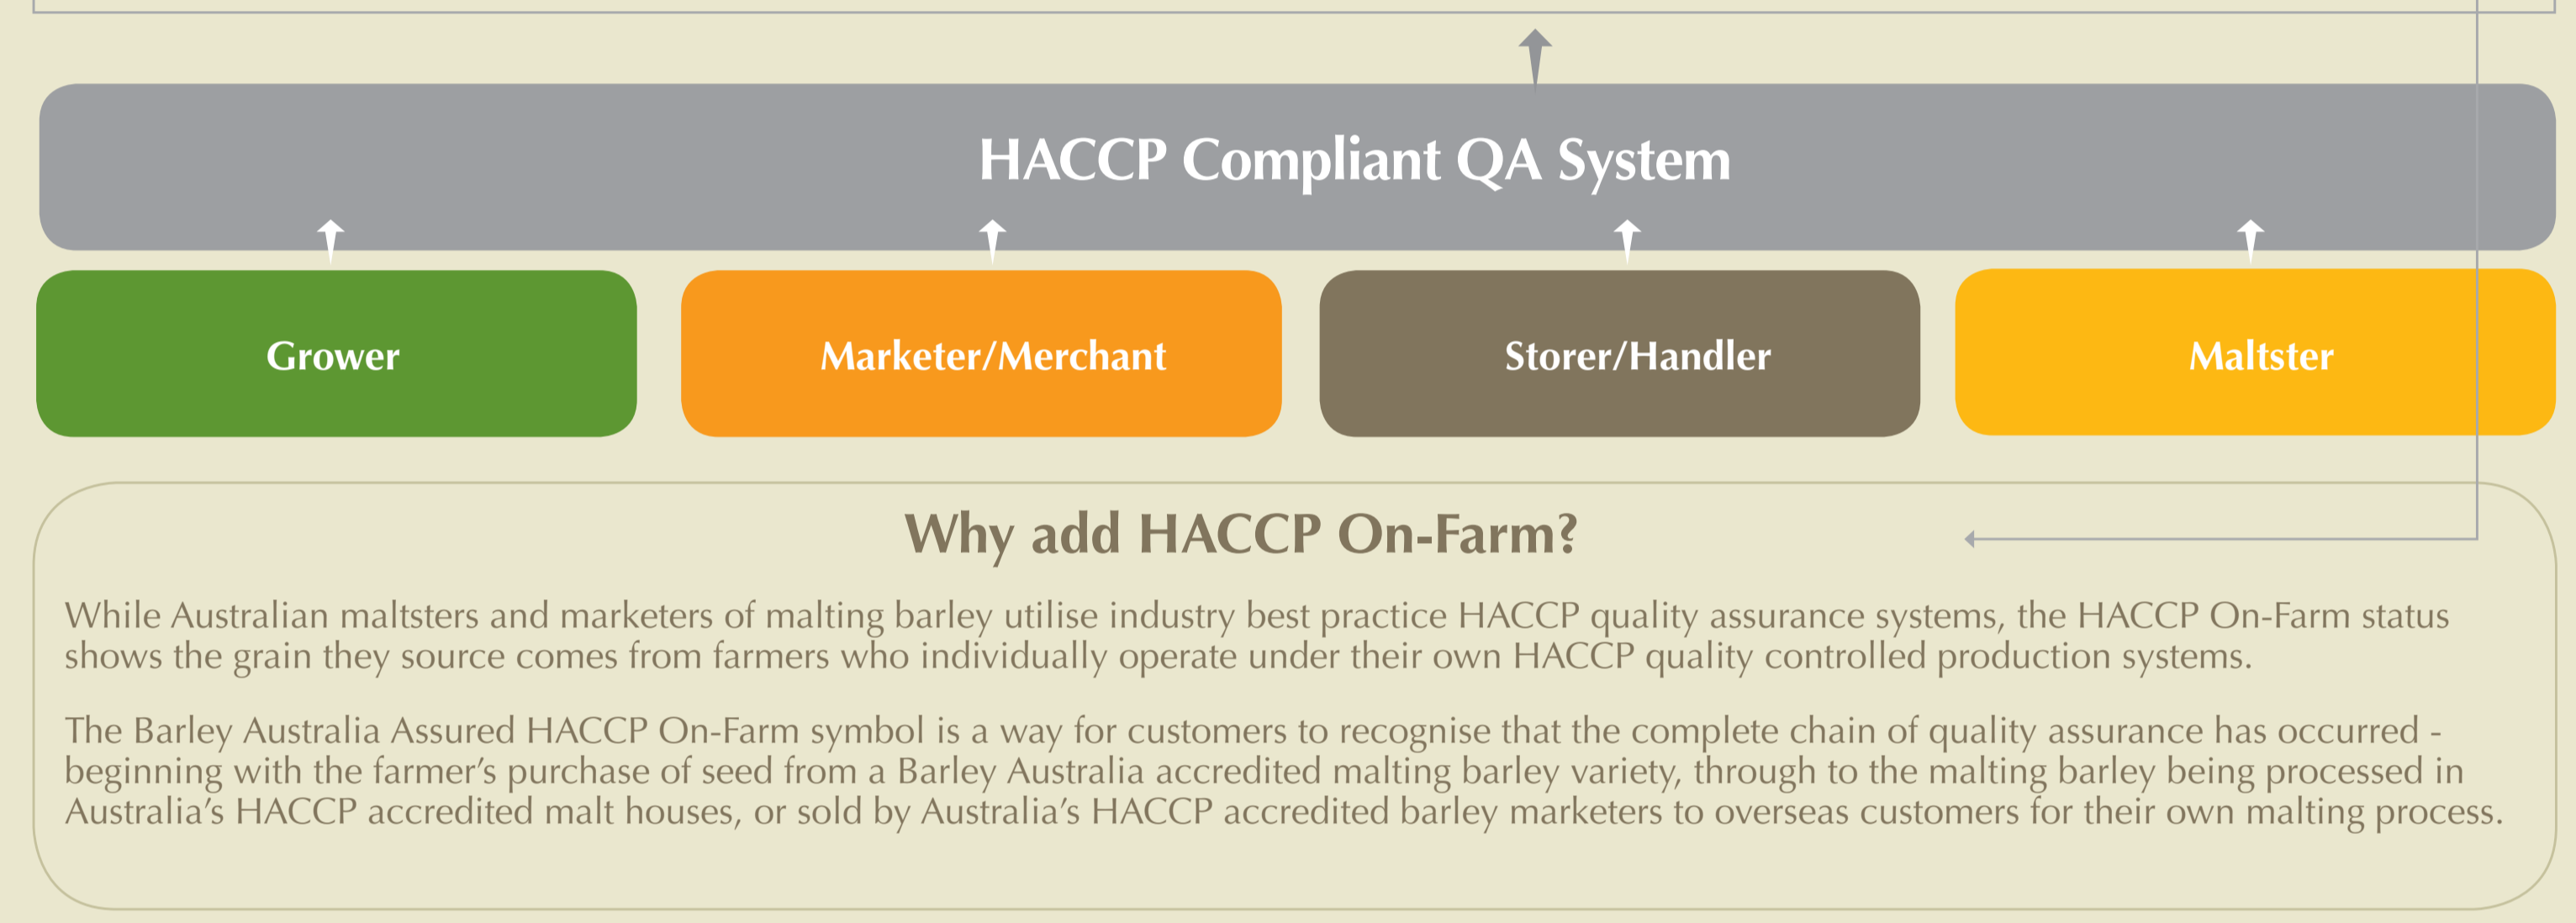 HACCP Compliant QA System
Grower
Marketer/Merchant
Storer/Handler
Maltster
Why add HACCP On-Farm?
While Australian maltsters and marketers of malting barley utilise industry best practice HACCP quality assurance systems, the HACCP On-Farm status
shows the grain they source comes from farmers who individually operate under their own HACCP quality controlled production systems.
The Barley Australia Assured HACCP On-Farm symbol is a way for customers to recognise that the complete chain of quality assurance has occurred -
beginning with the farmer’s purchase of seed from a Barley Australia accredited malting barley variety, through to the malting barley being processed in
Australia’s HACCP accredited malt houses, or sold by Australia’s HACCP accredited barley marketers to overseas customers for their own malting process.